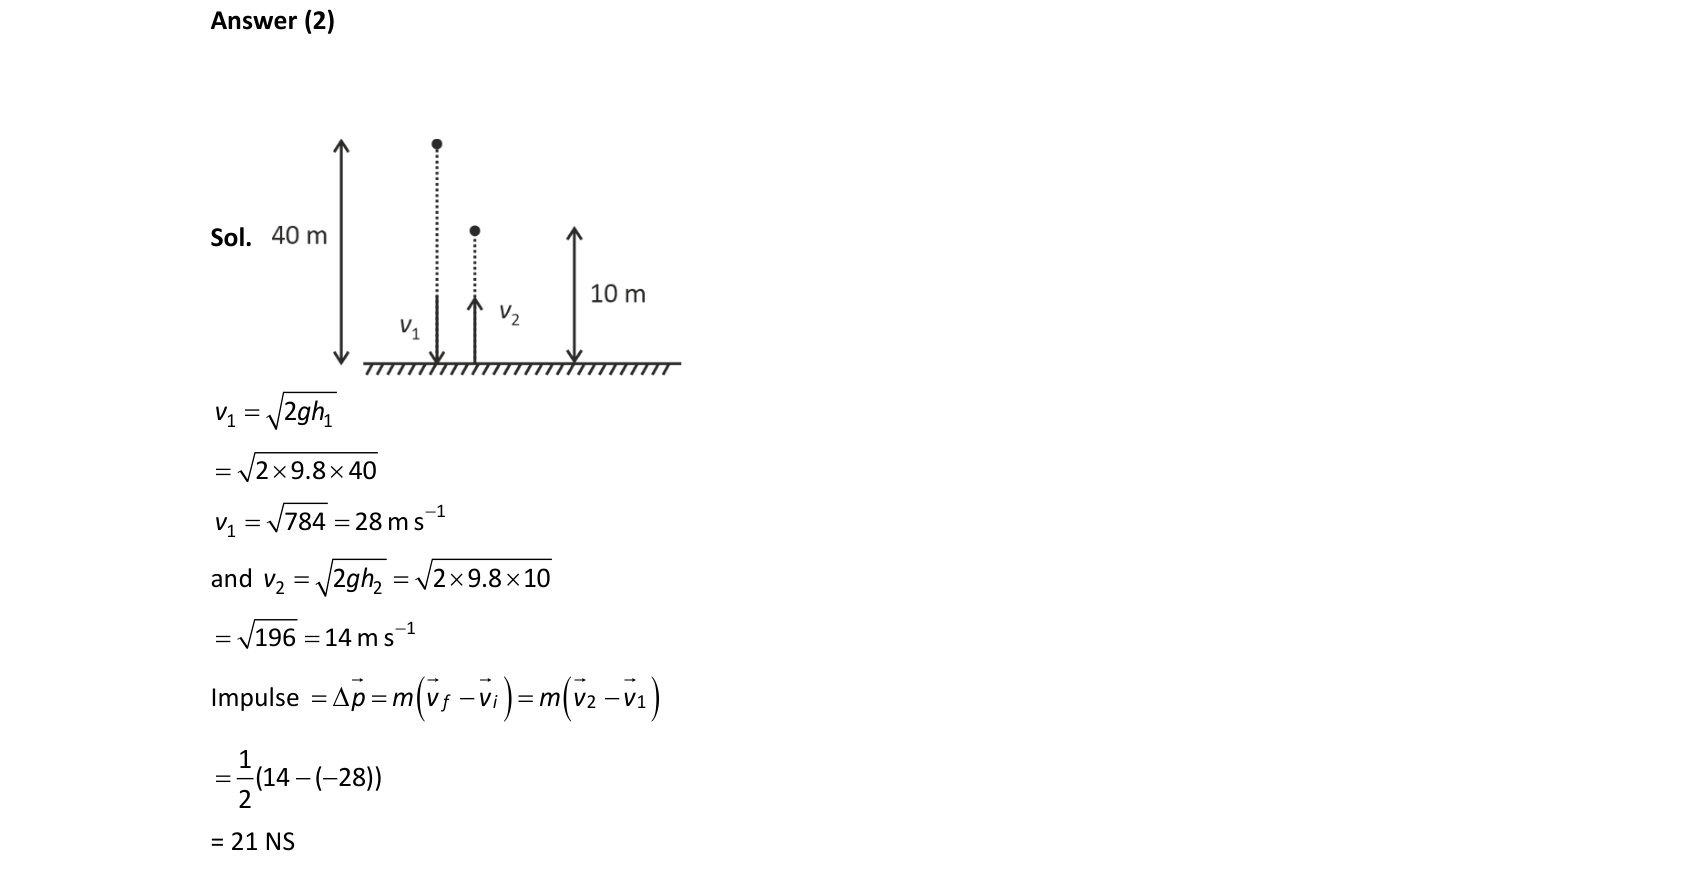 Answer (2)
Sol. 40 m
10 m
v₁
v₂
v₁ = √(2gh₁)
= √(2×9.8×40)
v₁ = √784 = 28 m s⁻¹
and v₂ = √(2gh₂) = √(2×9.8×10)
= √196 = 14 m s⁻¹
Impulse = Δp⃗ = m(v⃗f − v⃗i) = m(v⃗₂ − v⃗₁)
= 1/2 (14 − (−28))
= 21 NS